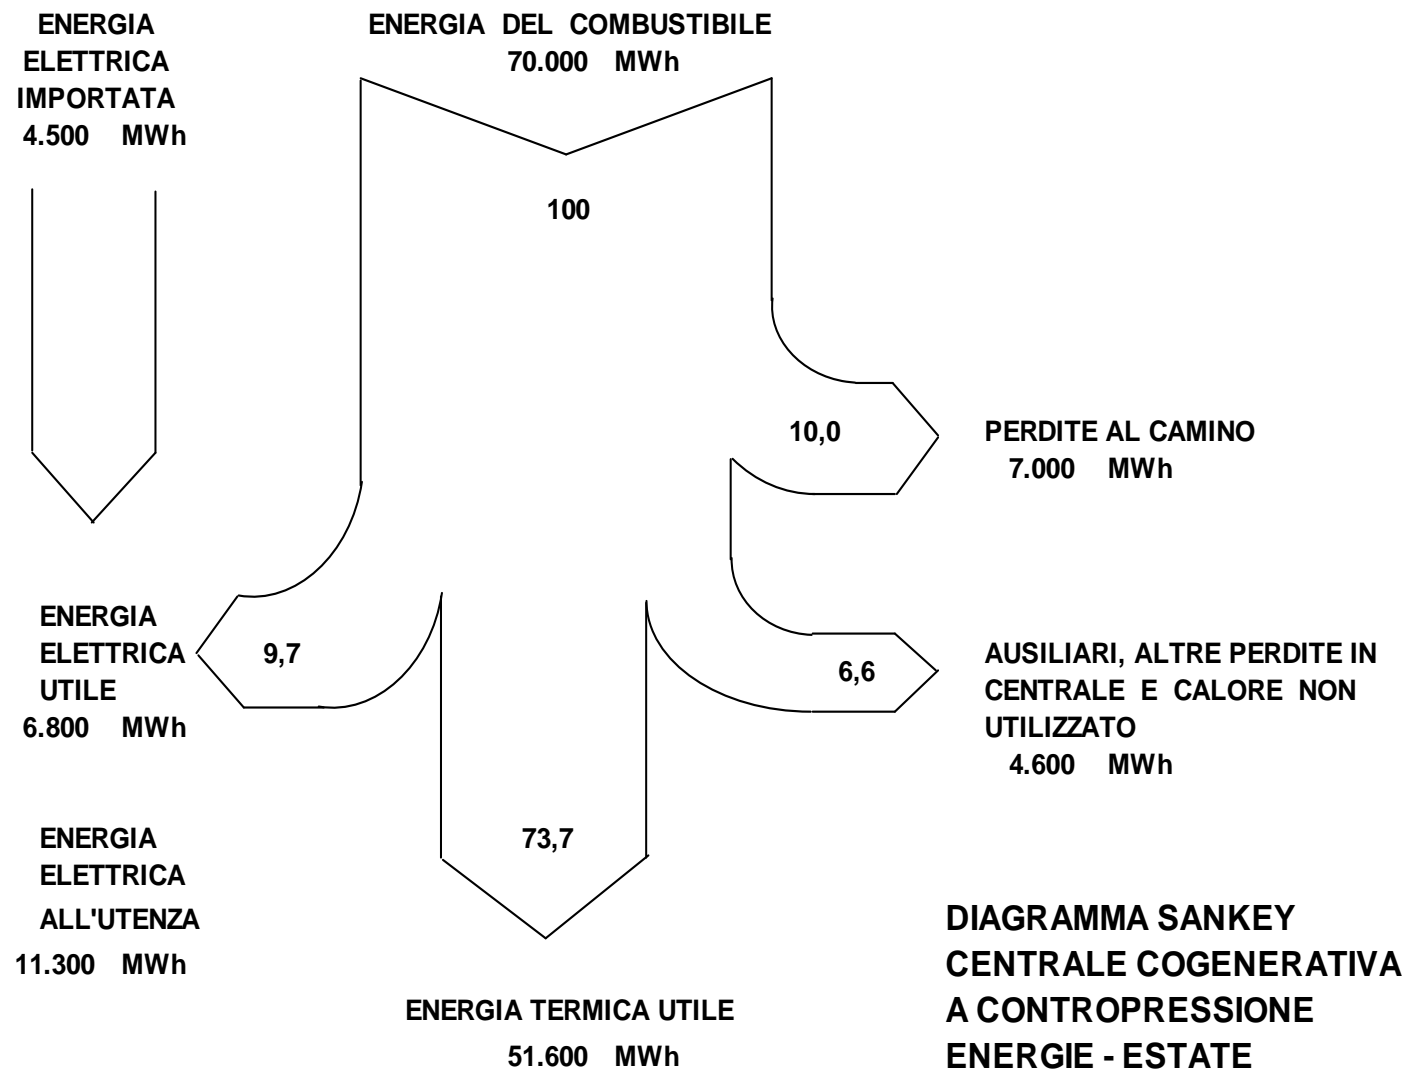 ENERGIA
ELETTRICA
IMPORTATA
4.500 MWh
ENERGIA DEL COMBUSTIBILE
70.000 MWh
100
10,0
PERDITE AL CAMINO
7.000 MWh
ENERGIA
ELETTRICA
UTILE
6.800 MWh
9,7
6,6
AUSILIARI, ALTRE PERDITE IN
CENTRALE E CALORE NON
UTILIZZATO
4.600 MWh
73,7
ENERGIA
ELETTRICA
ALL'UTENZA
11.300 MWh
ENERGIA TERMICA UTILE
51.600 MWh
DIAGRAMMA SANKEY
CENTRALE COGENERATIVA
A CONTROPRESSIONE
ENERGIE - ESTATE